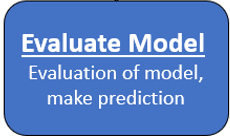 Evaluate Model
Evaluation of model,
make prediction